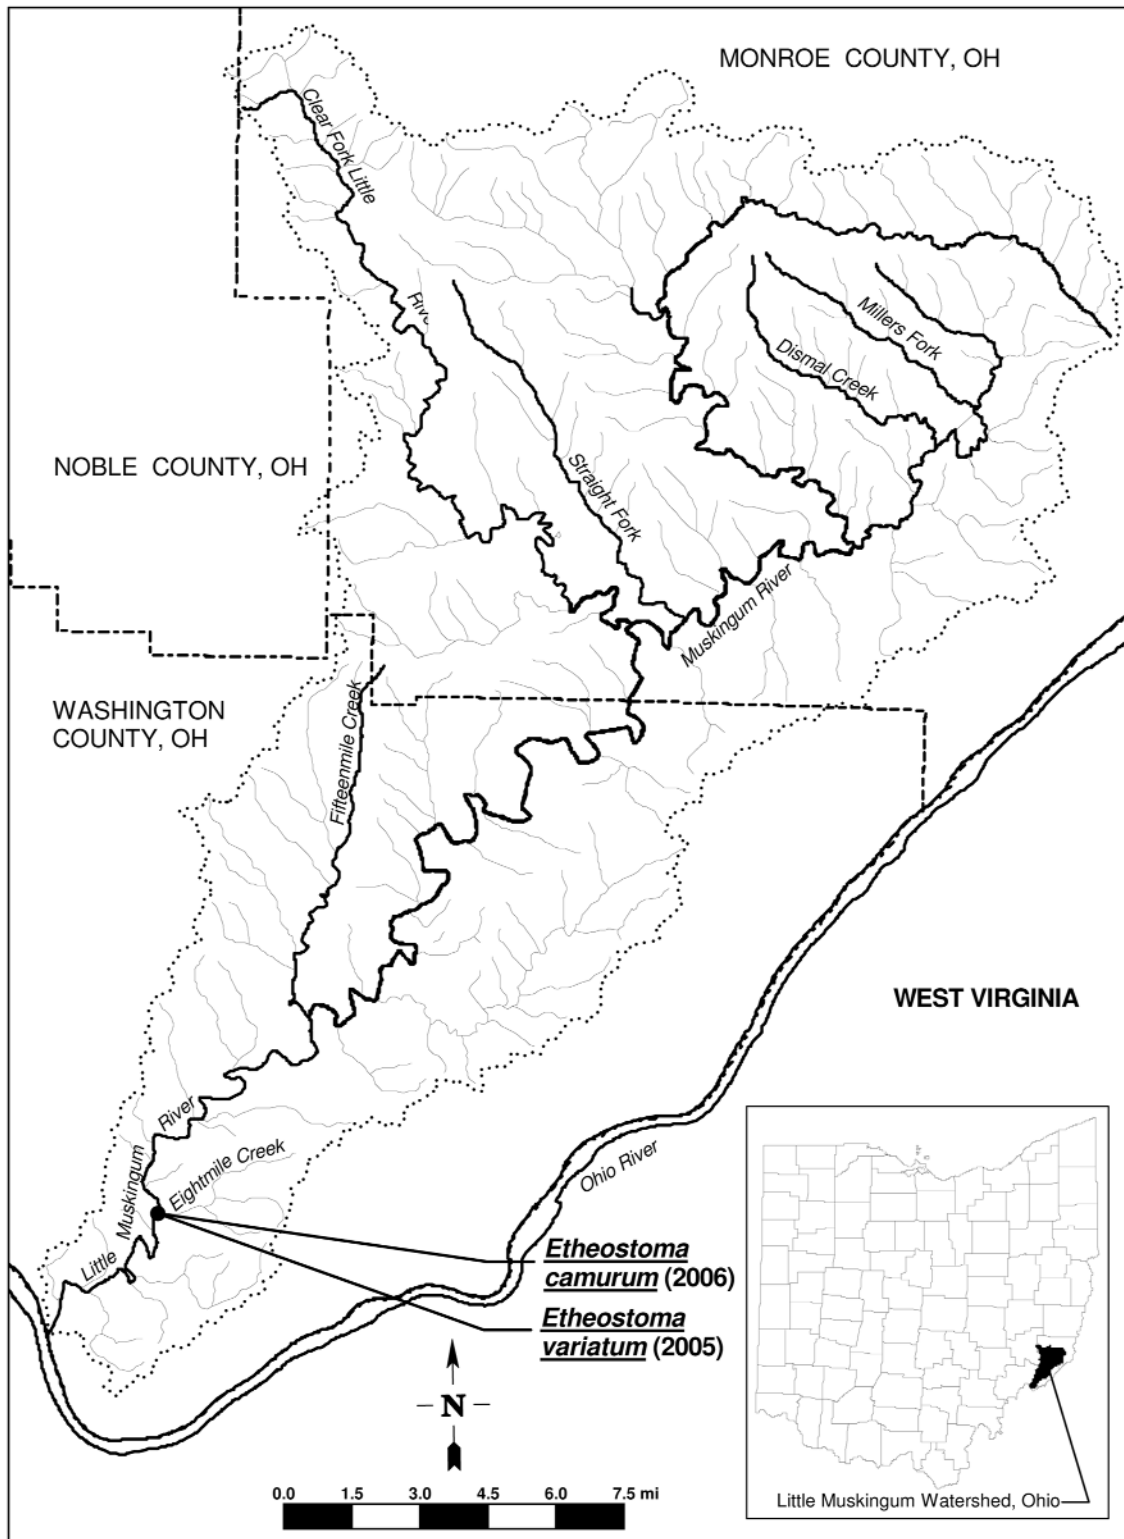 MONROE COUNTY, OH
Clear Fork Little
River
Millers Fork
Dismal Creek
NOBLE COUNTY, OH
Straight Fork
Muskingum River
WASHINGTON
COUNTY, OH
Fifteenmile Creek
WEST VIRGINIA
River
Muskingum
Eightmile Creek
Little
Ohio River
Etheostoma
camurum (2006)
Etheostoma
variatum (2005)
N
0.0 1.5 3.0 4.5 6.0 7.5 mi
Little Muskingum Watershed, Ohio